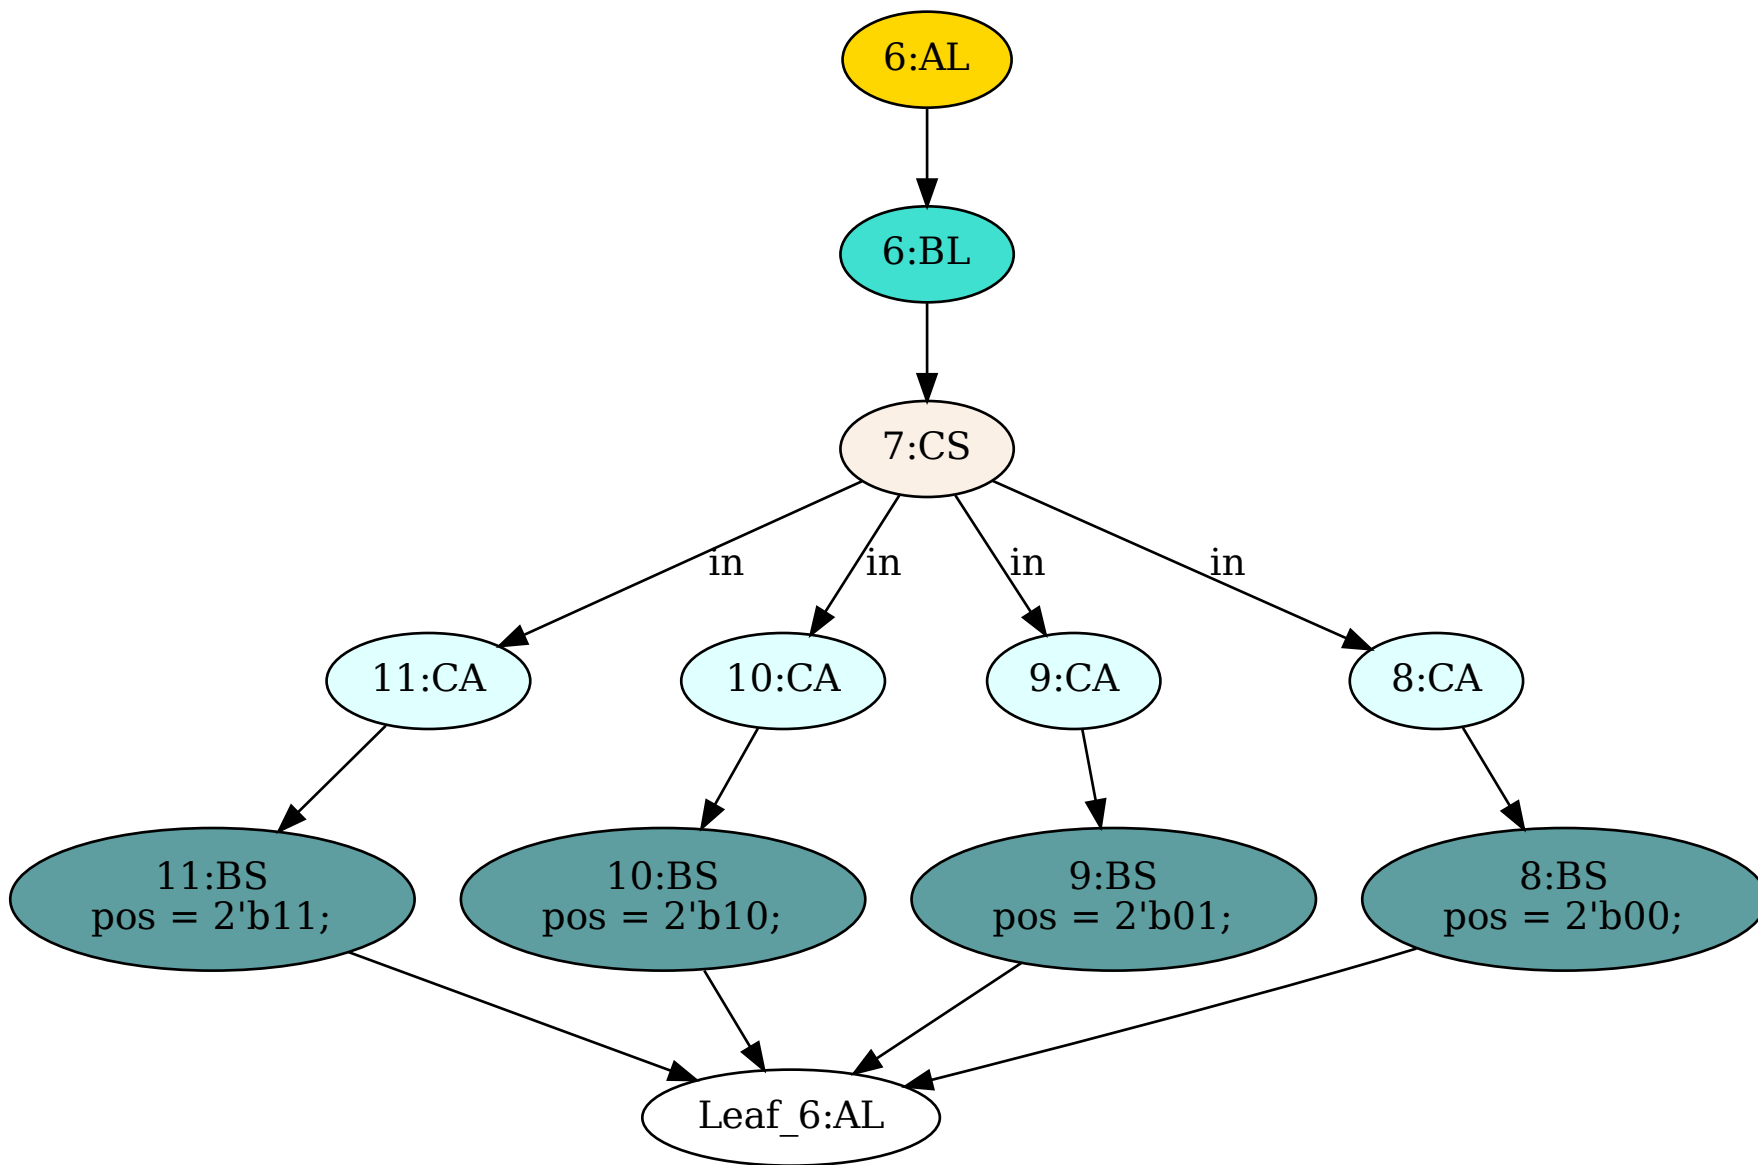 6:AL
6:BL
7:CS
in
in
in
in
11:CA
10:CA
9:CA
8:CA
11:BS
pos = 2'b11;
10:BS
pos = 2'b10;
9:BS
pos = 2'b01;
8:BS
pos = 2'b00;
Leaf_6:AL